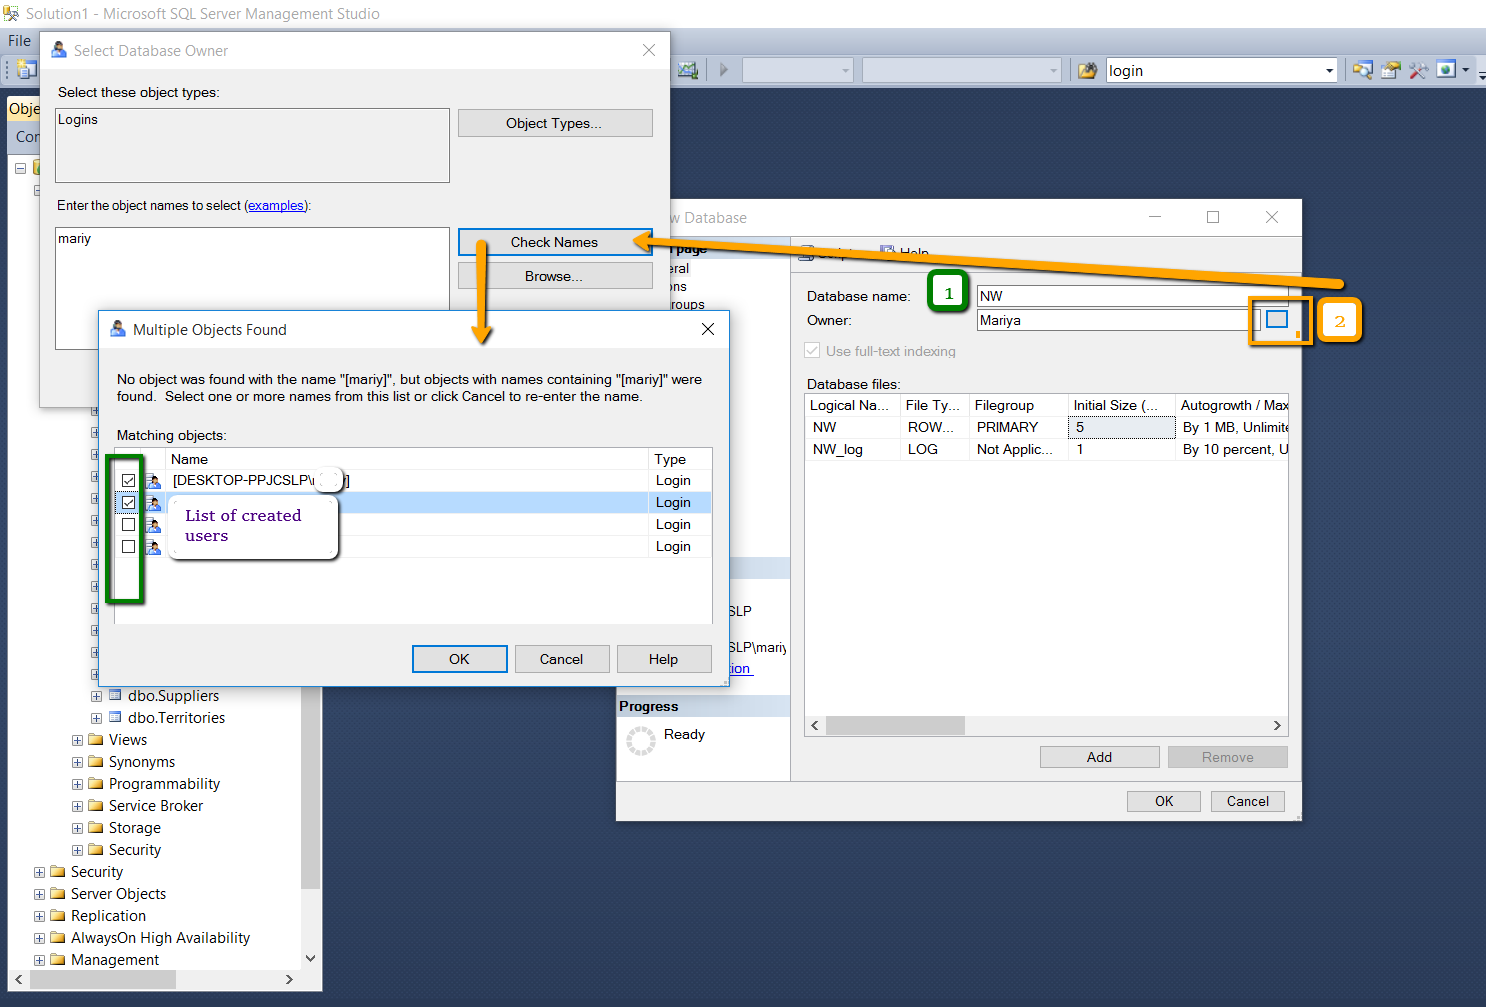 Solution1 - Microsoft SQL Server Management Studio
File
login
Select Database Owner
Select these object types:
Logins
Object Types...
Enter the object names to select (examples):
mariy
Check Names
Browse...
Multiple Objects Found
No object was found with the name "[mariy]", but objects with names containing "[mariy]" were
found. Select one or more names from this list or click Cancel to re-enter the name.
Matching objects:
Name Type
[DESKTOP-PPJCSLP\ ] Login
Login
Login
Login
List of created
users
OK Cancel Help
Database
page
Help
1
2
Database name: NW
Owner: Mariya
Use full-text indexing
Database files:
Logical Na... File Ty... Filegroup Initial Size (... Autogrowth / Max
NW ROW... PRIMARY 5 By 1 MB, Unlimite
NW_log LOG Not Applic... 1 By 10 percent, U
SLP
SLP\mariy
Progress
Ready
Add Remove
OK Cancel
dbo.Suppliers
dbo.Territories
Views
Synonyms
Programmability
Service Broker
Storage
Security
Security
Server Objects
Replication
AlwaysOn High Availability
Management